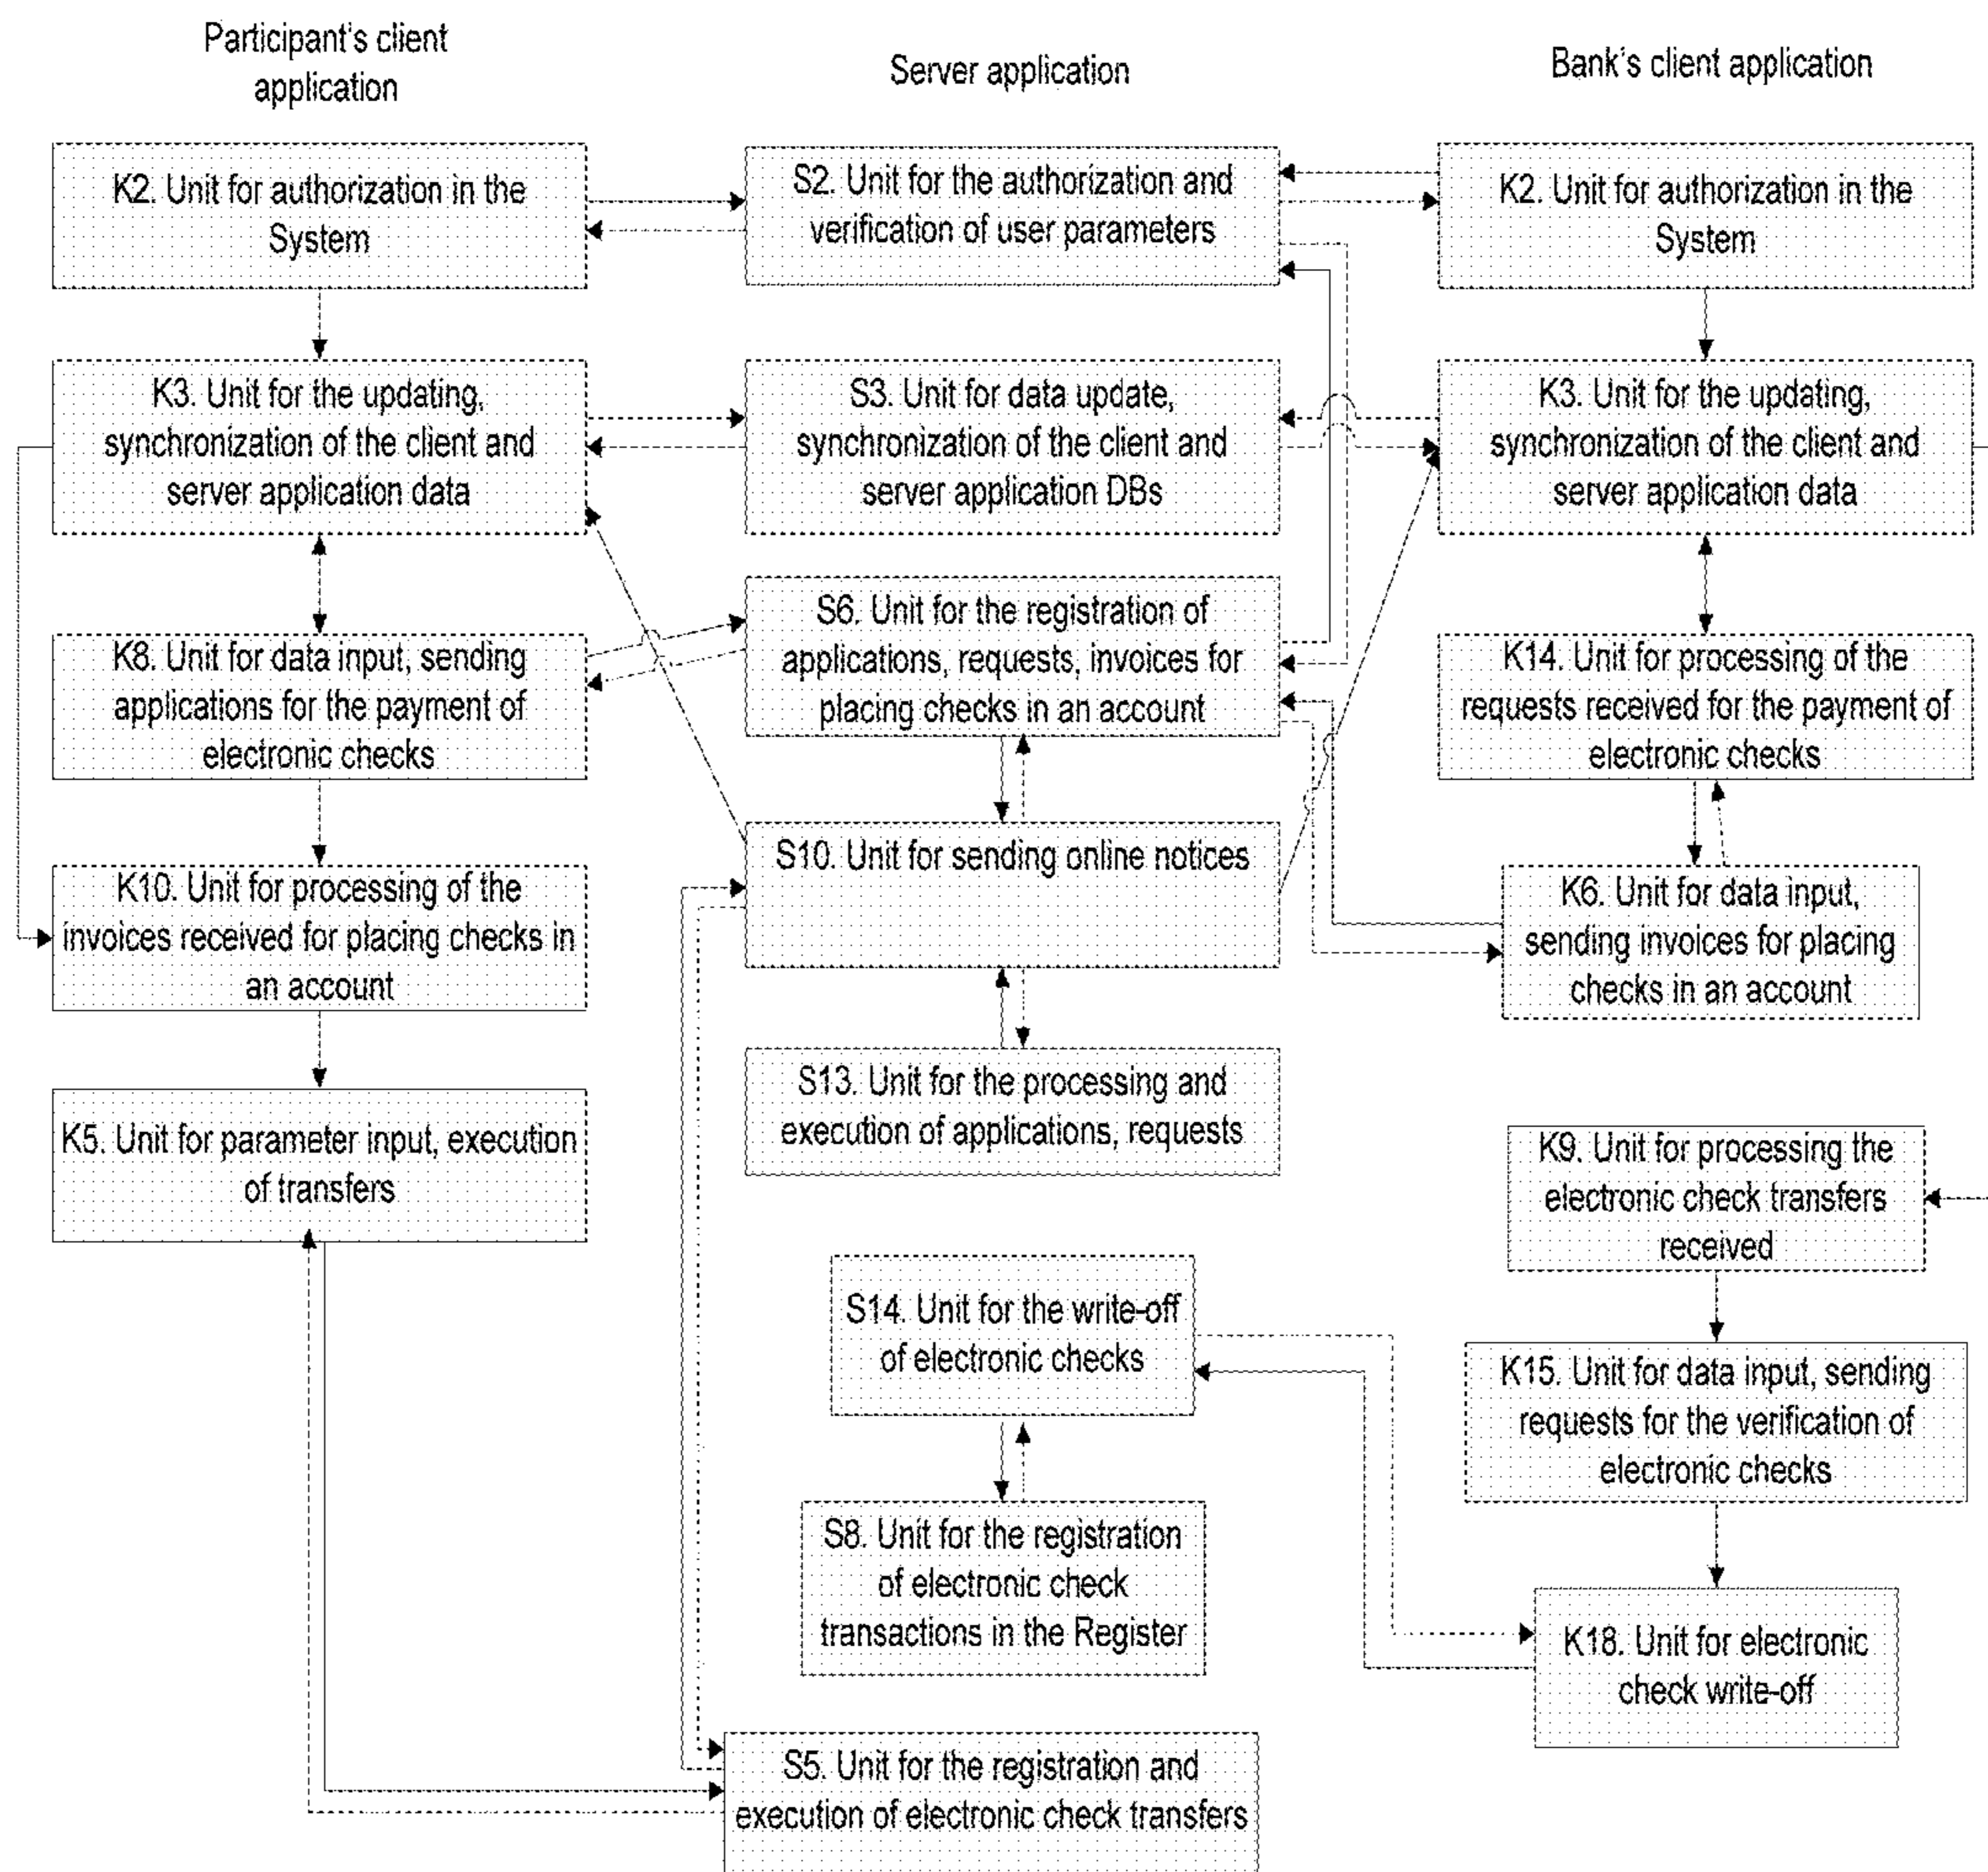 Participant's client
application
Server application
Bank's client application
K2. Unit for authorization in the
System
S2. Unit for the authorization and
verification of user parameters
K2. Unit for authorization in the
System
K3. Unit for the updating,
synchronization of the client and
server application data
S3. Unit for data update,
synchronization of the client and
server application DBs
K3. Unit for the updating,
synchronization of the client and
server application data
K8. Unit for data input, sending
applications for the payment of
electronic checks
S6. Unit for the registration of
applications, requests, invoices for
placing checks in an account
K14. Unit for processing of the
requests received for the payment of
electronic checks
K10. Unit for processing of the
invoices received for placing checks in
an account
S10. Unit for sending online notices
K6. Unit for data input,
sending invoices for placing
checks in an account
K5. Unit for parameter input, execution
of transfers
S13. Unit for the processing and
execution of applications, requests
K9. Unit for processing the
electronic check transfers
received
S14. Unit for the write-off
of electronic checks
K15. Unit for data input, sending
requests for the verification of
electronic checks
S8. Unit for the registration
of electronic check
transactions in the Register
K18. Unit for electronic
check write-off
S5. Unit for the registration and
execution of electronic check transfers